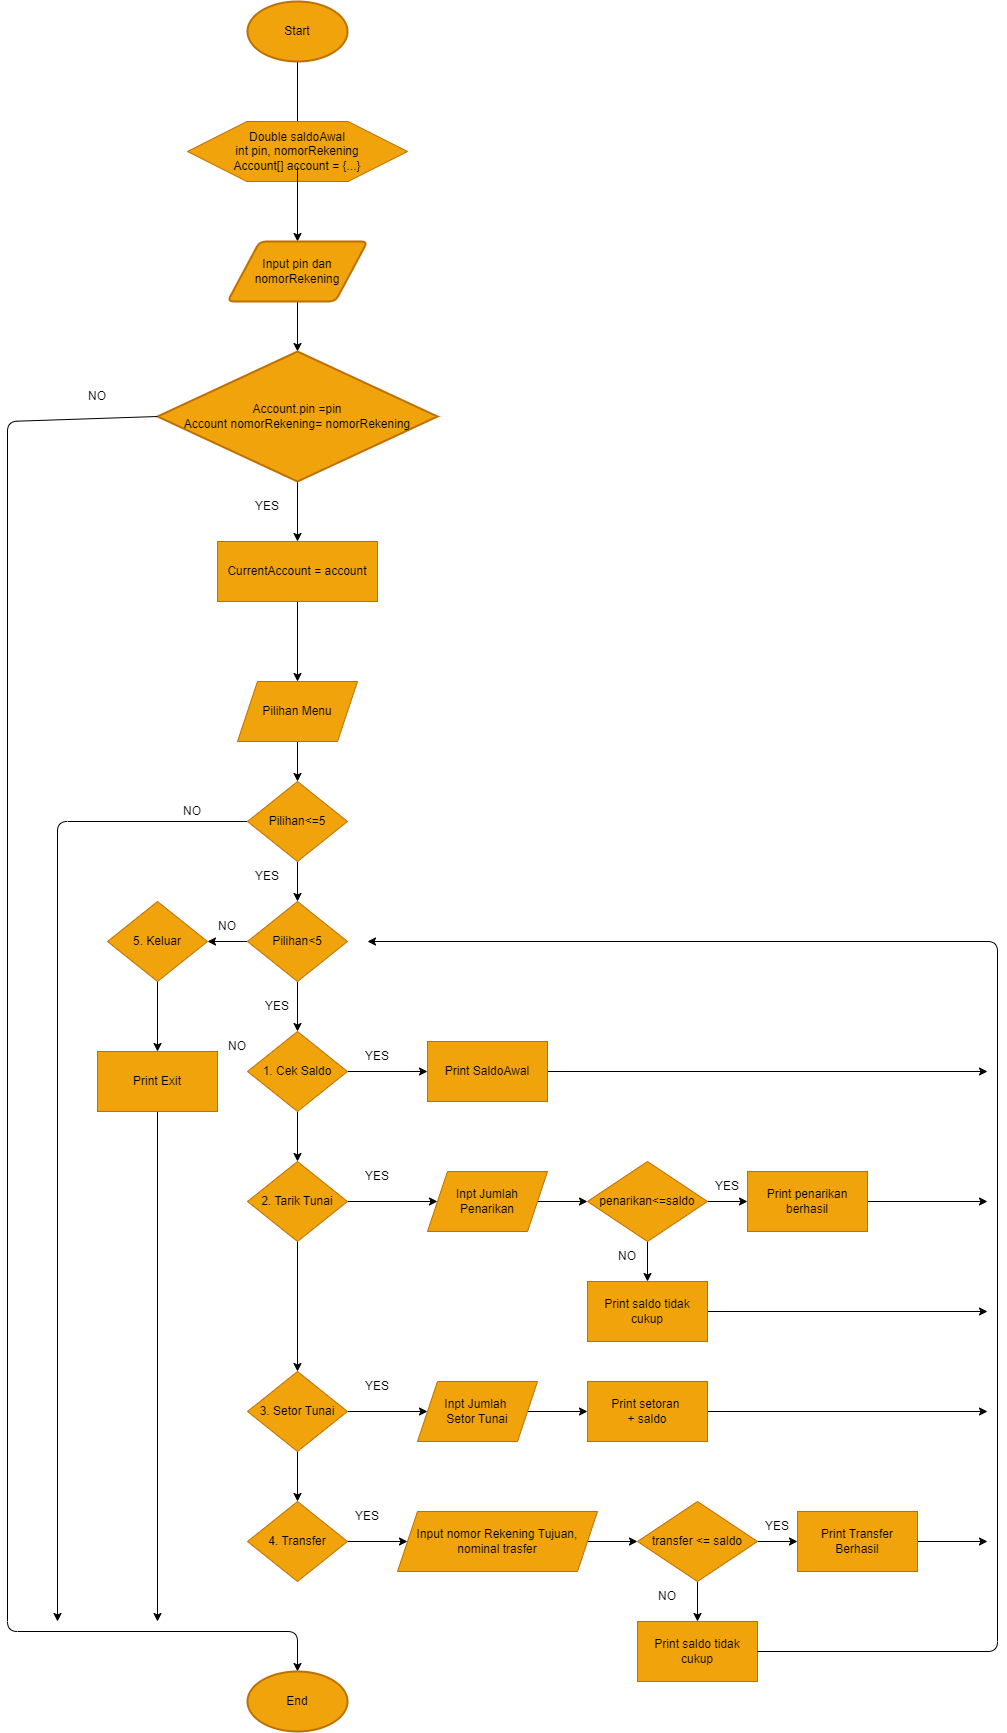 Start
Double saldoAwal
int pin, nomorRekening
Account[] account = {...}
Input pin dan
nomorRekening
NO
Account.pin =pin
Account nomorRekening= nomorRekening
YES
CurrentAccount = account
Pilihan Menu
NO
Pilihan<=5
YES
5. Keluar
NO
Pilihan<5
YES
Print Exit
NO
1. Cek Saldo
YES
Print SaldoAwal
2. Tarik Tunai
YES
Inpt Jumlah
Penarikan
penarikan<=saldo
YES
Print penarikan
berhasil
NO
Print saldo tidak
cukup
3. Setor Tunai
YES
Inpt Jumlah
Setor Tunai
Print setoran
+ saldo
4. Transfer
YES
Input nomor Rekening Tujuan,
nominal trasfer
transfer <= saldo
YES
Print Transfer
Berhasil
NO
Print saldo tidak
cukup
End